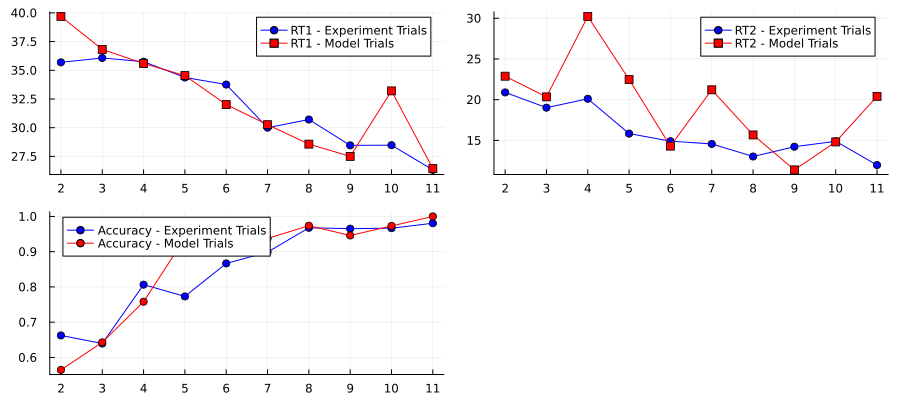 40.0
37.5
35.0
32.5
30.0
27.5
RT1 - Experiment Trials
RT1 - Model Trials
2 3 4 5 6 7 8 9 10 11
30
25
20
15
RT2 - Experiment Trials
RT2 - Model Trials
2 3 4 5 6 7 8 9 10 11
1.0
0.9
0.8
0.7
0.6
Accuracy - Experiment Trials
Accuracy - Model Trials
2 3 4 5 6 7 8 9 10 11